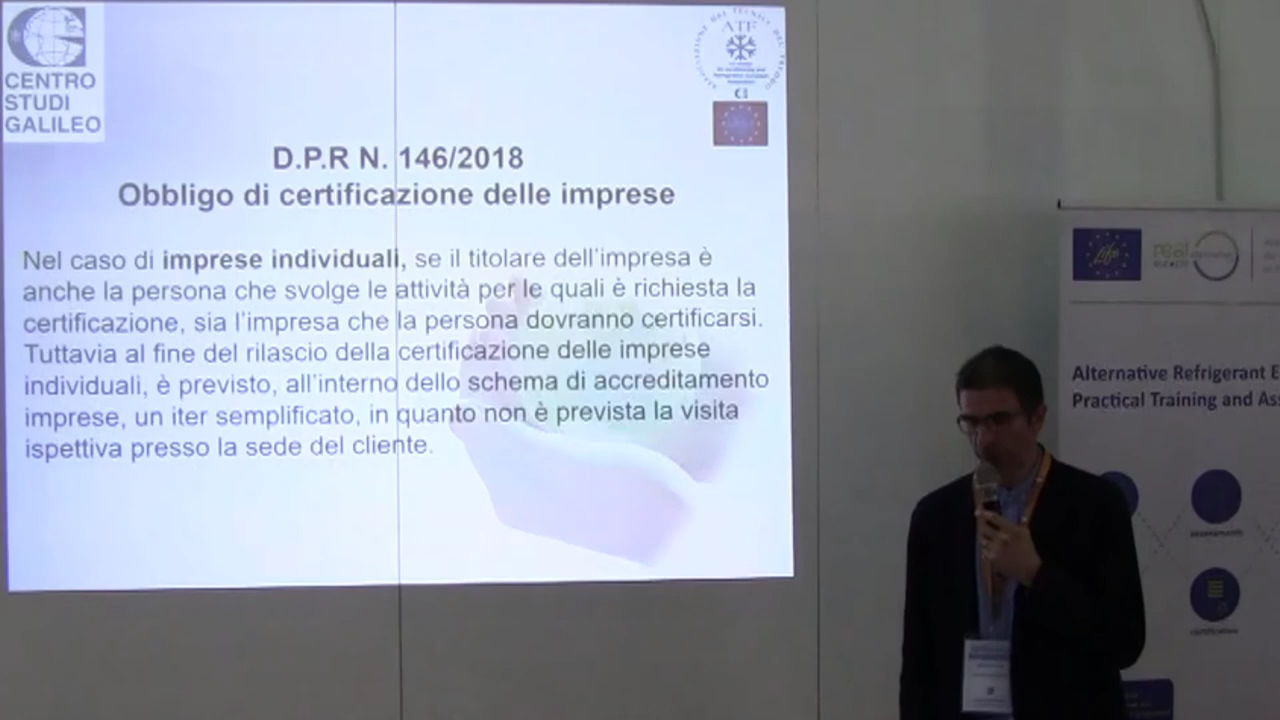 CENTRO
STUDI
GALILEO
ATF
D.P.R N. 146/2018
Obbligo di certificazione delle imprese
Nel caso di imprese individuali, se il titolare dell'impresa è
anche la persona che svolge le attività per le quali è richiesta la
certificazione, sia l'impresa che la persona dovranno certificarsi.
Tuttavia al fine del rilascio della certificazione delle imprese
individuali, è previsto, all'interno dello schema di accreditamento
imprese, un iter semplificato, in quanto non è prevista la visita
ispettiva presso la sede del cliente.
Life
real
Alternative Refrigerant E
Practical Training and Ass
assessments